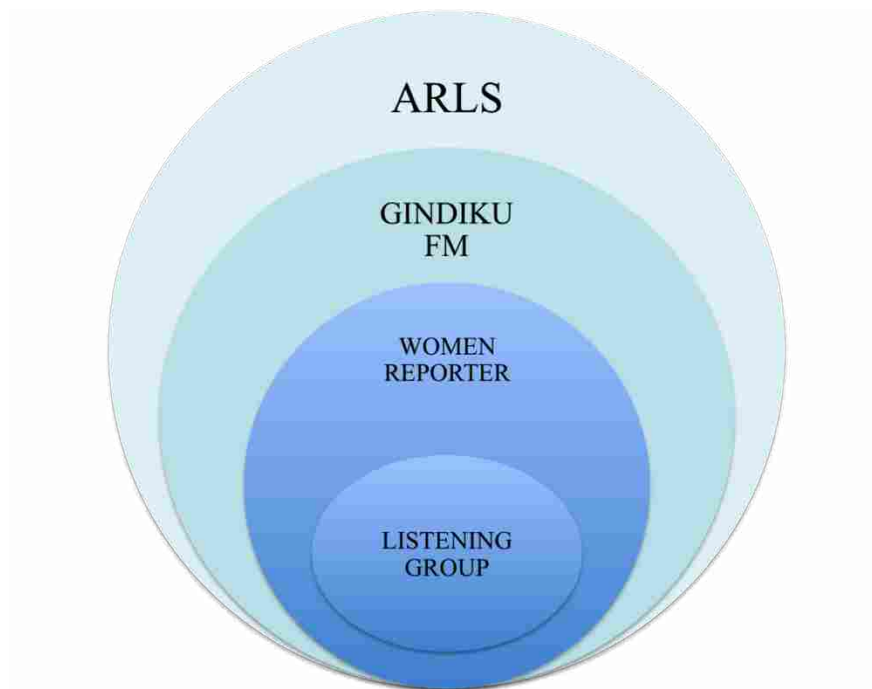 ARLS
GINDIKU
FM
WOMEN
REPORTER
LISTENING
GROUP